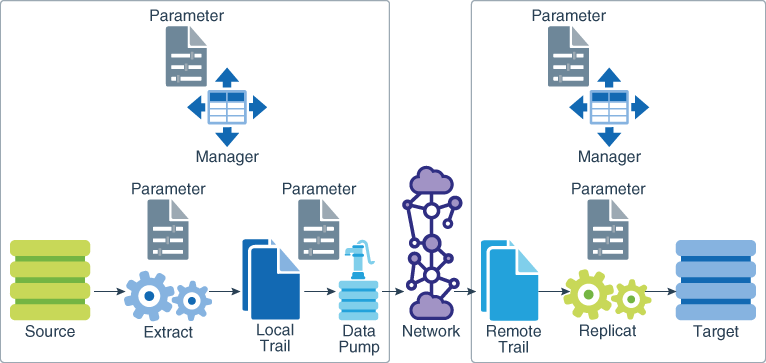 Parameter
Parameter
Manager
Manager
Parameter
Parameter
Parameter
Source
Extract
Local
Trail
Data
Pump
Network
Remote
Trail
Replicat
Target